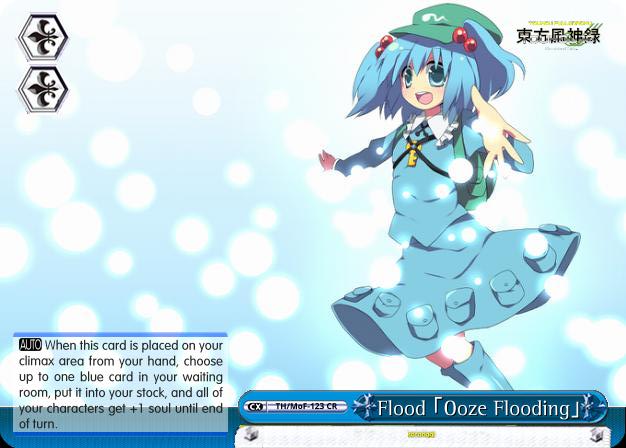 東方風神録
AUTO When this card is placed on your
climax area from your hand, choose
up to one blue card in your waiting
room, put it into your stock, and all of
your characters get +1 soul until end
of turn.
CX TH/MoF-123 CR
Flood「Ooze Flooding」